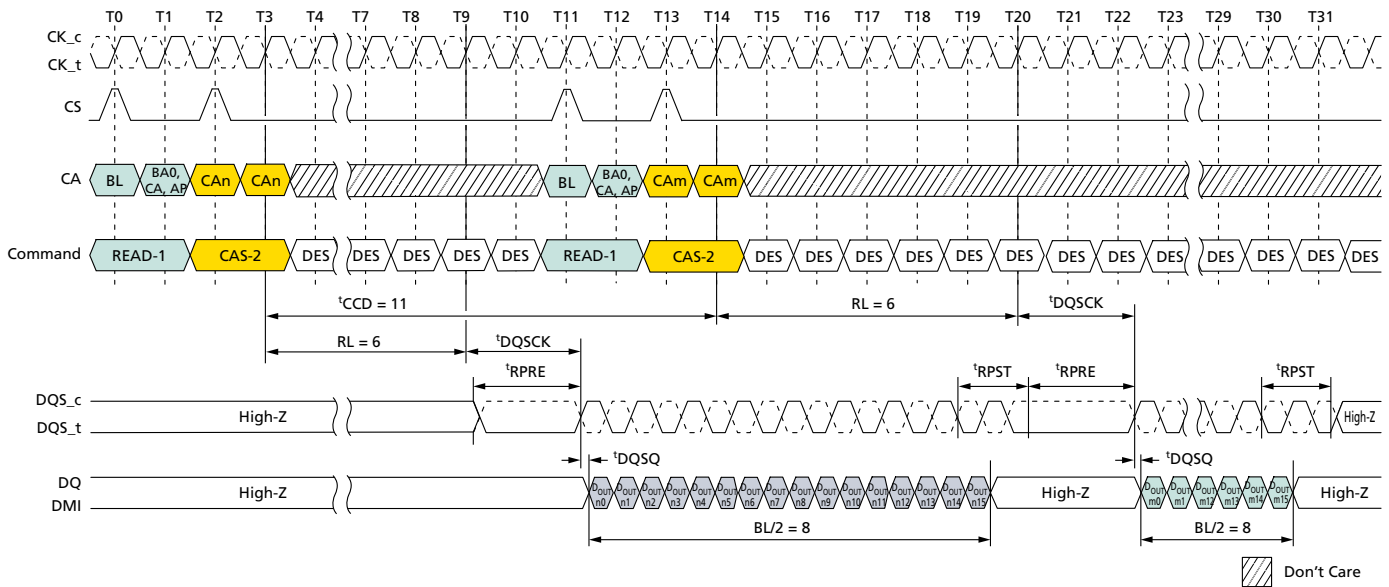 T0 T1 T2 T3 T4 T7 T8 T9 T10 T11 T12 T13 T14 T15 T16 T17 T18 T19 T20 T21 T22 T23 T29 T30 T31
CK_c
CK_t
CS
CA BL BA0, CA, AP CAn CAn BL BA0, CA, AP CAm CAm
Command READ-1 CAS-2 DES DES DES DES DES READ-1 CAS-2 DES DES DES DES DES DES DES DES DES DES DES DES DES
tCCD = 11 RL = 6 tDQSCK
RL = 6 tDQSCK
tRPRE tRPST tRPRE tRPST
DQS_c
DQS_t
High-Z High-Z
tDQSQ tDQSQ
DQ
DMI
High-Z DOUT n0 DOUT n1 DOUT n2 DOUT n3 DOUT n4 DOUT n5 DOUT n6 DOUT n7 DOUT n8 DOUT n9 DOUT n10 DOUT n11 DOUT n12 DOUT n13 DOUT n14 DOUT n15 High-Z DOUT m0 DOUT m1 DOUT m12 DOUT m13 DOUT m14 DOUT m15 High-Z
BL/2 = 8 BL/2 = 8
Don't Care